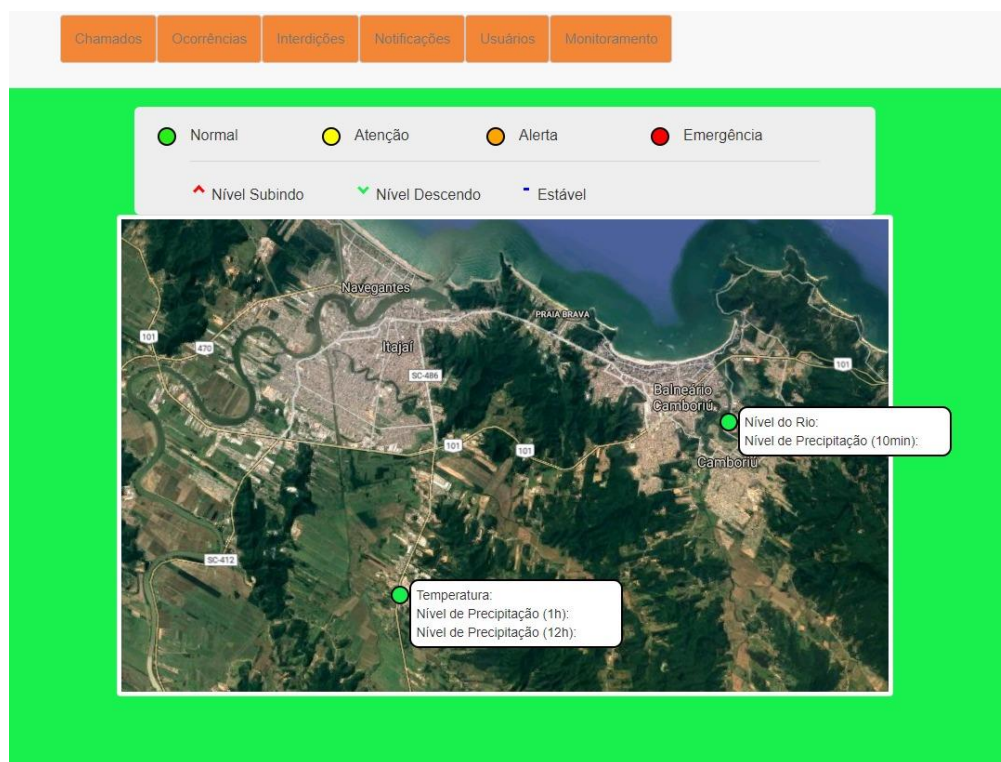 Chamados Ocorrências Interdições Notificações Usuários Monitoramento
Normal Atenção Alerta Emergência
Nível Subindo Nível Descendo Estável
Navegantes
PRAIA BRAVA
101
470
Itajaí
SC-486
101
Balneário
Camboriú
Nível do Rio:
Nível de Precipitação (10min):
101
101
Camboriú
SC-412
Temperatura:
Nível de Precipitação (1h):
Nível de Precipitação (12h):